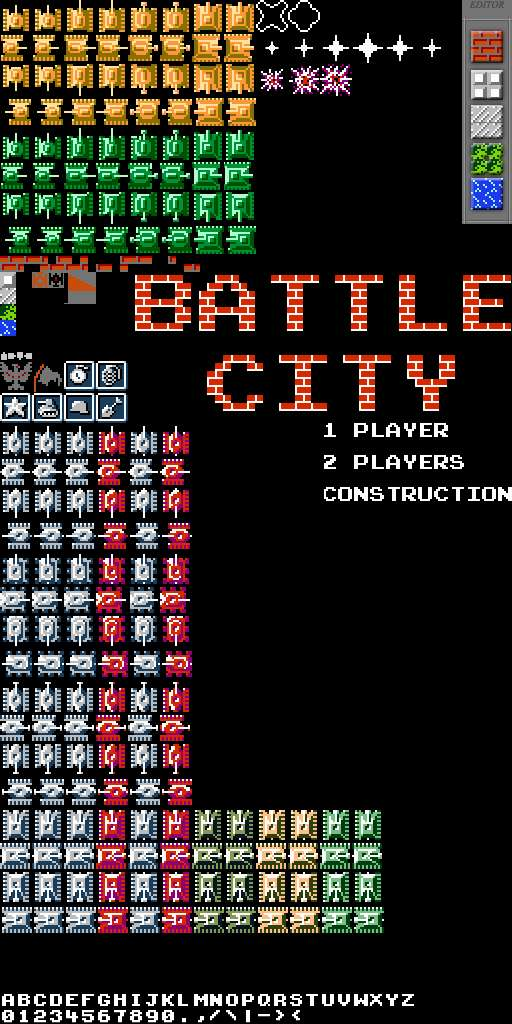 EDITOR
BATTLE
CITY
1 PLAYER
2 PLAYERS
CONSTRUCTION
ABCDEFGHIJKLMNOPQRSTUVWXYZ
01234567890.,/\|-><